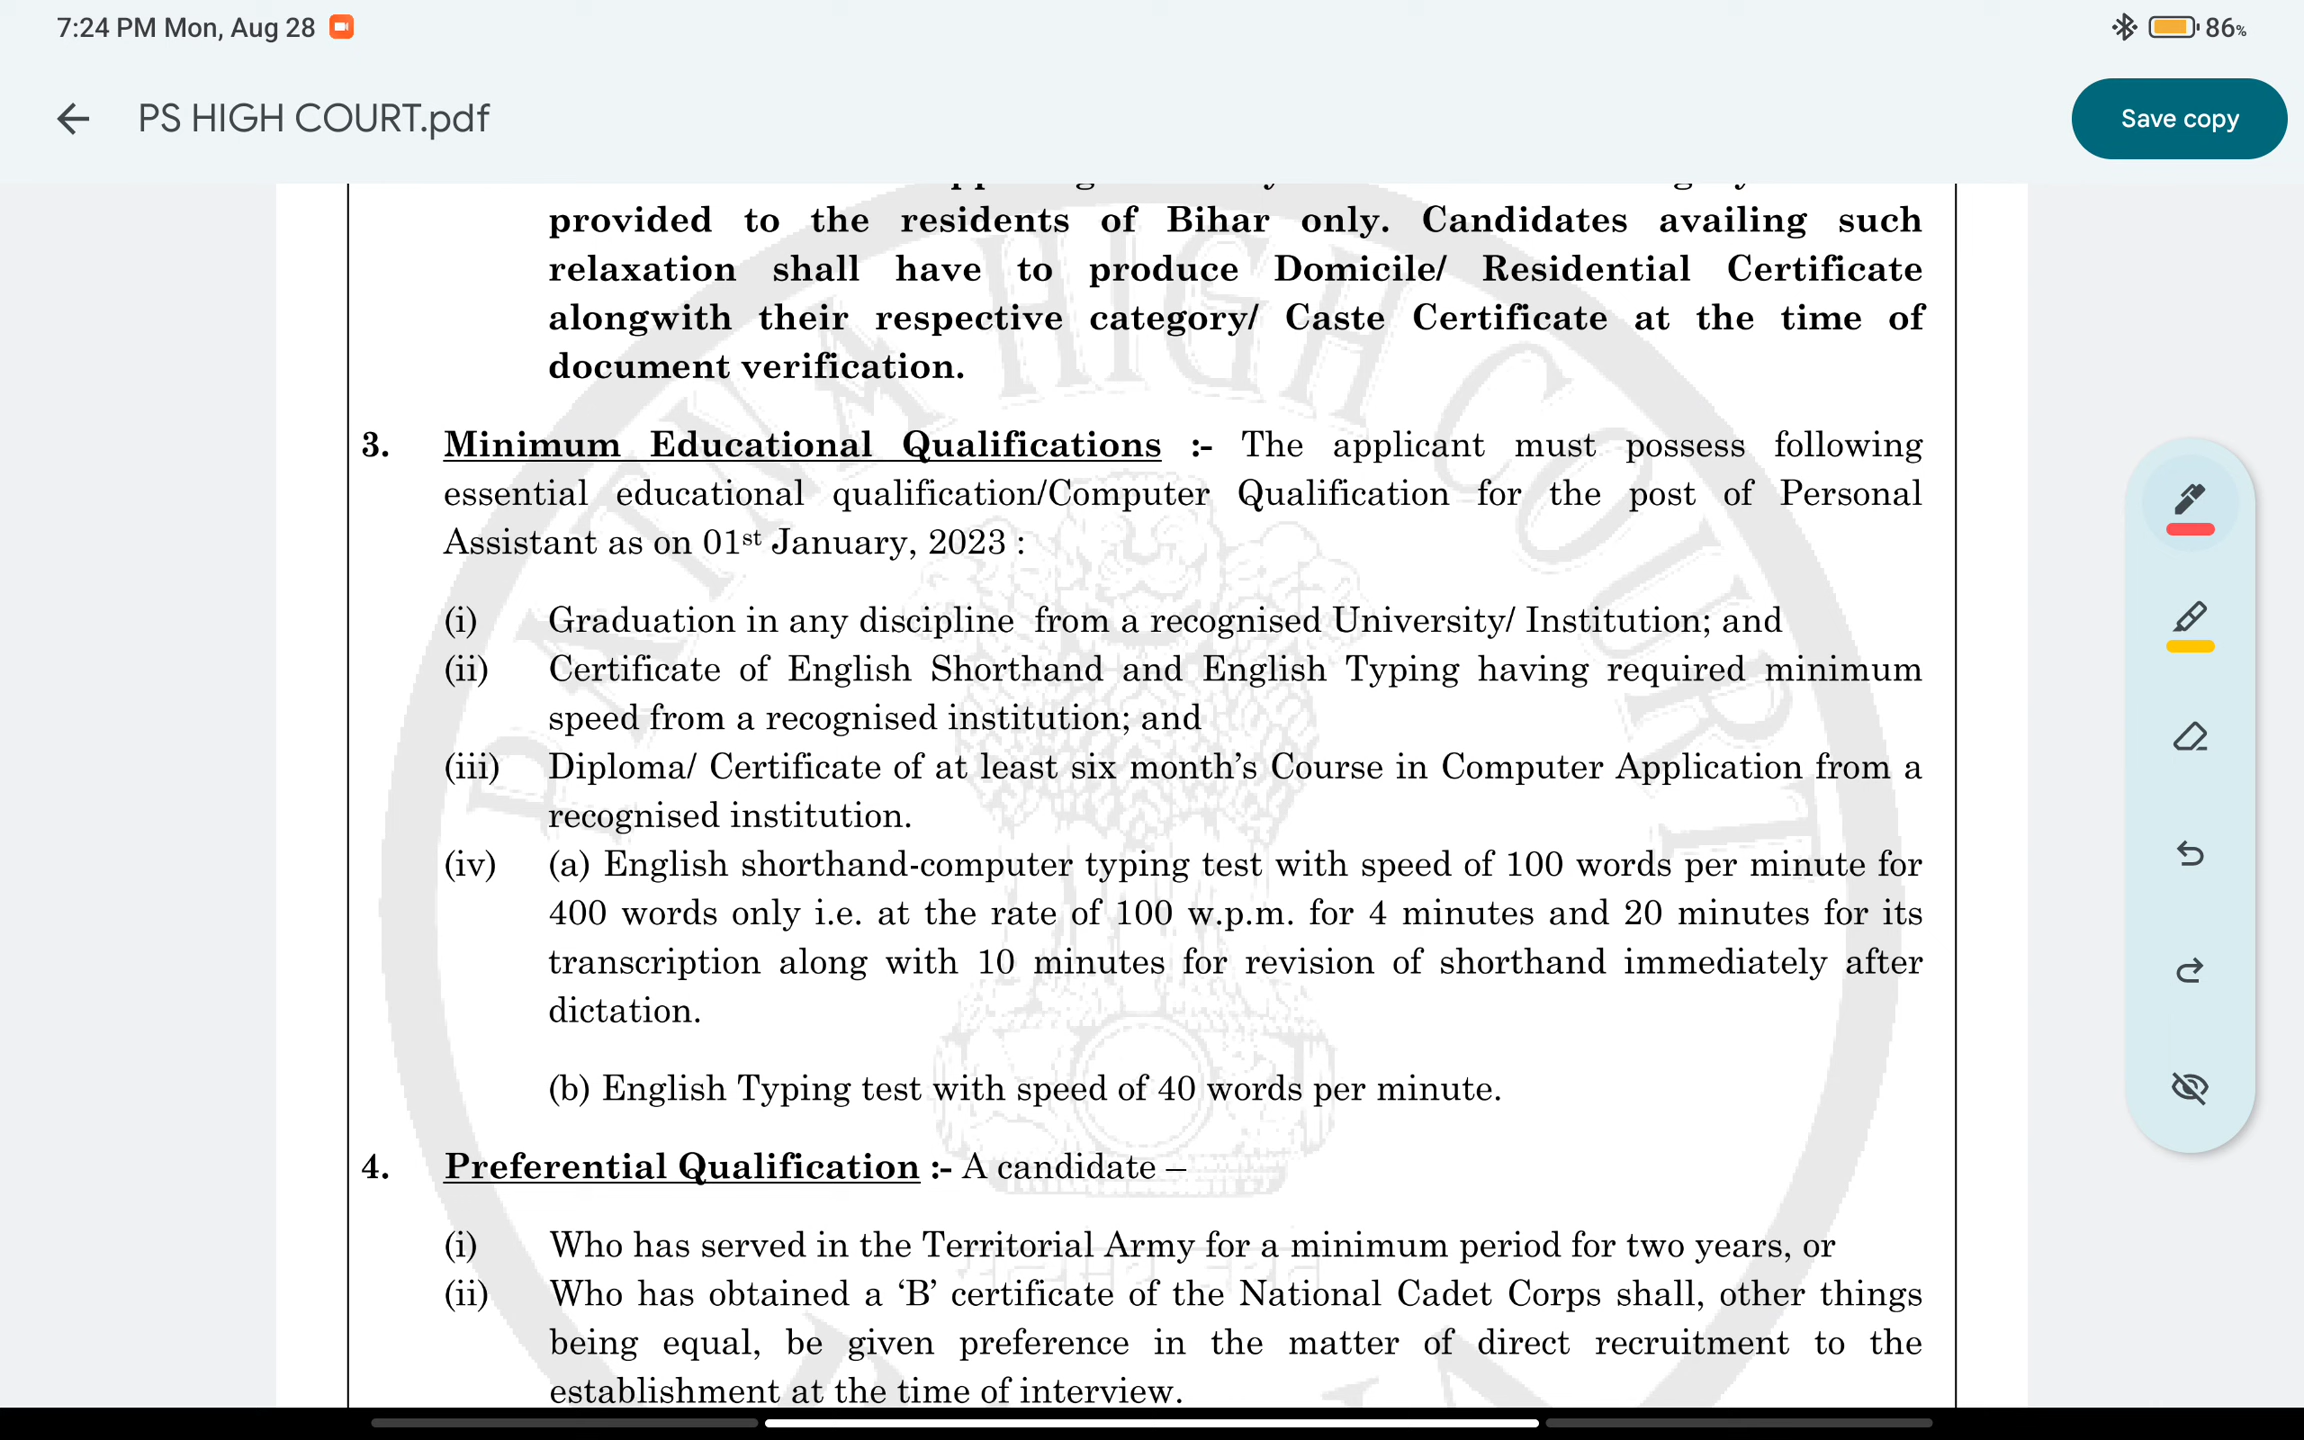 7:24 PM Mon, Aug 28
86%
PS HIGH COURT.pdf
Save copy
provided to the residents of Bihar only. Candidates availing such
relaxation shall have to produce Domicile/ Residential Certificate
alongwith their respective category/ Caste Certificate at the time of
document verification.
3. Minimum Educational Qualifications :- The applicant must possess following
essential educational qualification/Computer Qualification for the post of Personal
Assistant as on 01st January, 2023 :
(i) Graduation in any discipline from a recognised University/ Institution; and
(ii) Certificate of English Shorthand and English Typing having required minimum
speed from a recognised institution; and
(iii) Diploma/ Certificate of at least six month’s Course in Computer Application from a
recognised institution.
(iv) (a) English shorthand-computer typing test with speed of 100 words per minute for
400 words only i.e. at the rate of 100 w.p.m. for 4 minutes and 20 minutes for its
transcription along with 10 minutes for revision of shorthand immediately after
dictation.
(b) English Typing test with speed of 40 words per minute.
4. Preferential Qualification :- A candidate –
(i) Who has served in the Territorial Army for a minimum period for two years, or
(ii) Who has obtained a ‘B’ certificate of the National Cadet Corps shall, other things
being equal, be given preference in the matter of direct recruitment to the
establishment at the time of interview.
PATNA HIGH COURT